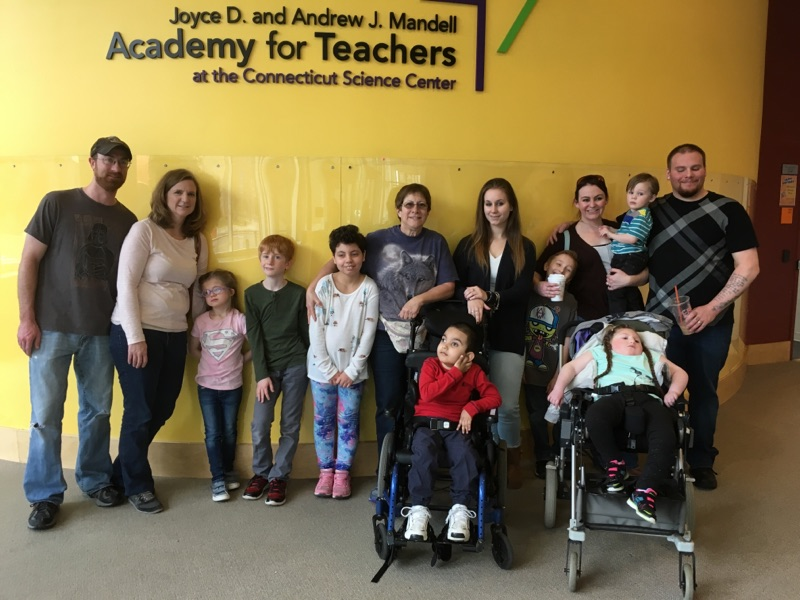 Joyce D. and Andrew J. Mandell
Academy for Teachers
at the Connecticut Science Center